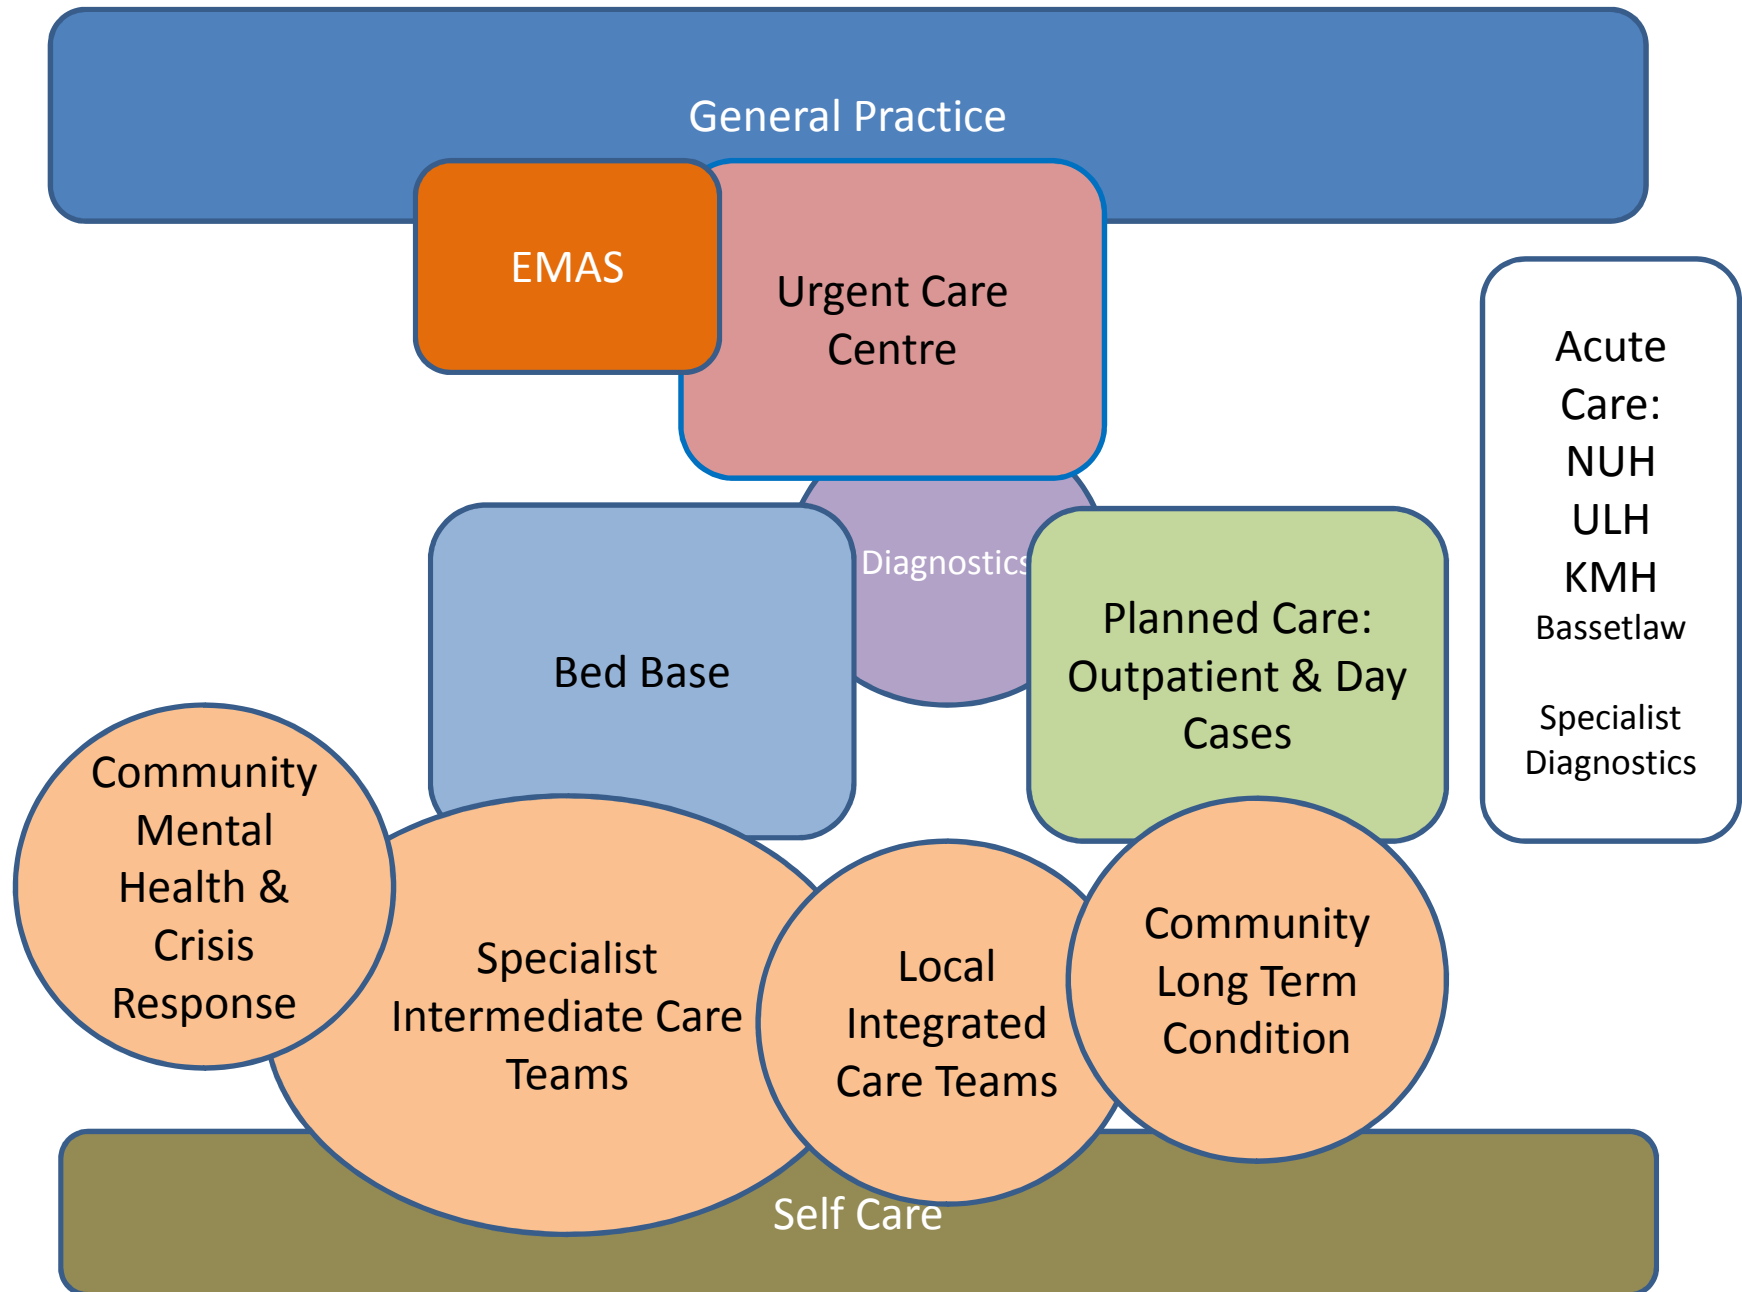 General Practice
EMAS
Urgent Care
Centre
Acute
Care:
NUH
ULH
KMH
Bassetlaw
Specialist
Diagnostics
Diagnostics
Bed Base
Planned Care:
Outpatient & Day
Cases
Community
Mental
Health &
Crisis
Response
Specialist
Intermediate Care
Teams
Local
Integrated
Care Teams
Community
Long Term
Condition
Self Care